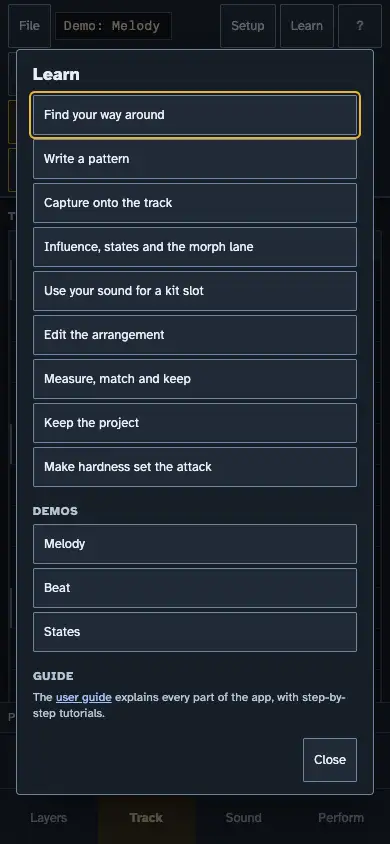 File
Demo: Melody
Setup
Learn
?
Learn
Find your way around
Write a pattern
Capture onto the track
Influence, states and the morph lane
Use your sound for a kit slot
Edit the arrangement
Measure, match and keep
Keep the project
Make hardness set the attack
DEMOS
Melody
Beat
States
GUIDE
The user guide explains every part of the app, with step-by-
step tutorials.
Close
Layers
Track
Sound
Perform